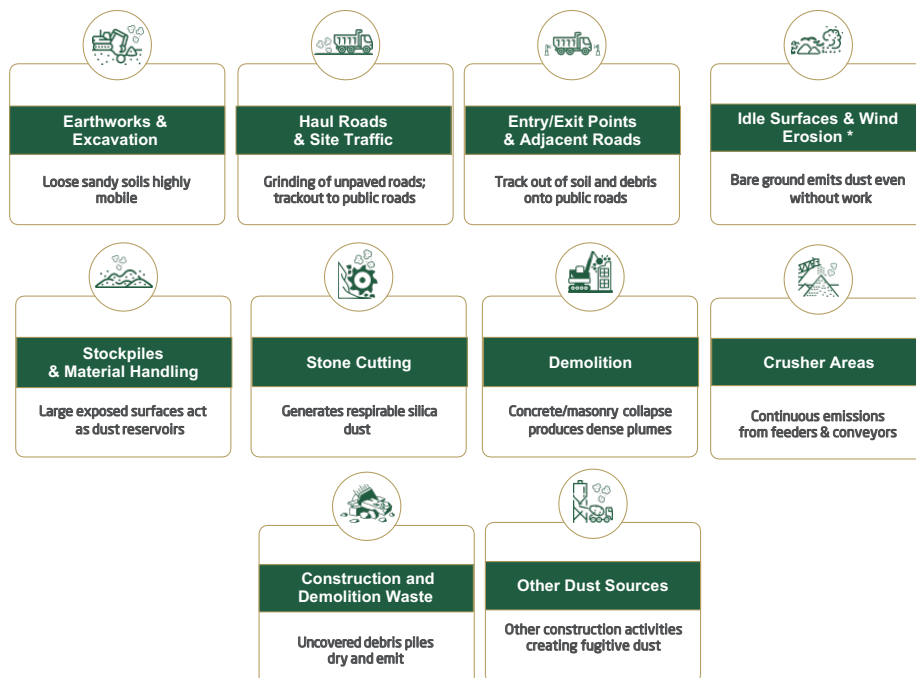 Earthworks &
Excavation
Loose sandy soils highly
mobile
Haul Roads
& Site Traffic
Grinding of unpaved roads;
trackout to public roads
Entry/Exit Points
& Adjacent Roads
Track out of soil and debris
onto public roads
Idle Surfaces & Wind
Erosion *
Bare ground emits dust even
without work
Stockpiles
& Material Handling
Large exposed surfaces act
as dust reservoirs
Stone Cutting
Generates respirable silica
dust
Demolition
Concrete/masonry collapse
produces dense plumes
Crusher Areas
Continuous emissions
from feeders & conveyors
Construction and
Demolition Waste
Uncovered debris piles
dry and emit
Other Dust Sources
Other construction activities
creating fugitive dust